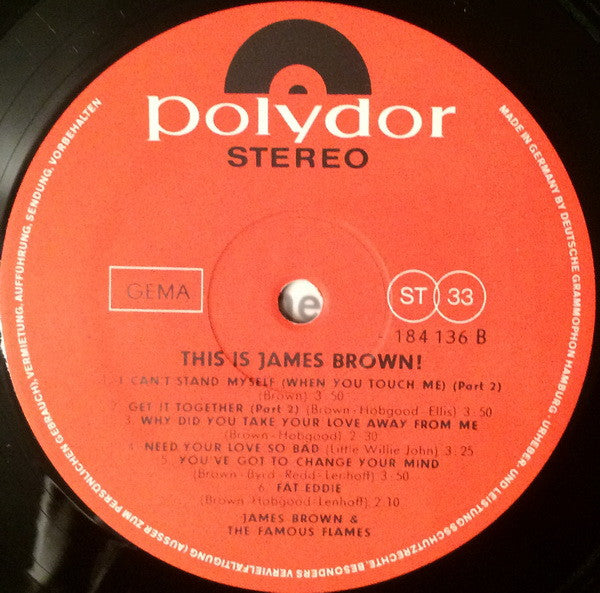 polydor
STEREO
GEMA
ST 33
184 136 B
THIS IS JAMES BROWN!
1. I CAN'T STAND MYSELF (WHEN YOU TOUCH ME) (Part 2)
(Brown) 3:50
2. GET IT TOGETHER (Part 2) (Brown-Hobgood-Ellis) 3:50
3. WHY DID YOU TAKE YOUR LOVE AWAY FROM ME
(Brown-Hobgood) 2:30
4. NEED YOUR LOVE SO BAD (Little Willie John) 3:25
5. YOU'VE GOT TO CHANGE YOUR MIND
(Brown-Byrd-Redd-Lenhoff)
6. FAT EDDIE
(Brown-Hobgood-Lenhoff) 2:10
JAMES BROWN &
THE FAMOUS FLAMES
MADE IN GERMANY BY DEUTSCHE GRAMMOPHON HAMBURG · URHEBER- UND LEISTUNGSSCHUTZRECHTE, BESONDERS VERVIELFÄLTIGUNG (AUSSER ZUM PERSÖNLICHEN GEBRAUCH), VERMIETUNG, AUFFÜHRUNG, SENDUNG, VORBEHALTEN